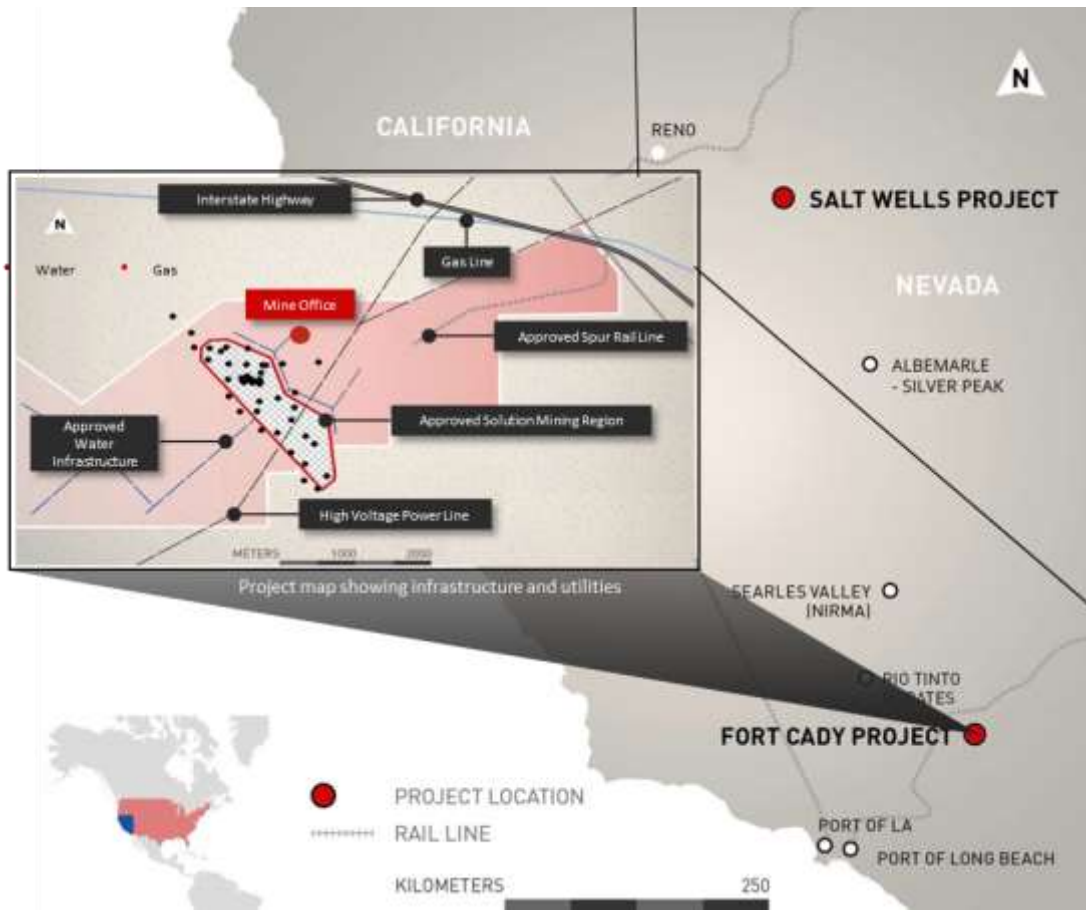 CALIFORNIA
N
RENO
SALT WELLS PROJECT
NEVADA
Interstate Highway
N
Gas Line
Water
Gas
Mine Office
Approved Spur Rail Line
ALBEMARLE
- SILVER PEAK
Approved Solution Mining Region
Approved
Water
Infrastructure
High Voltage Power Line
METERS 1000 2000
Project map showing infrastructure and utilities
SEARLES VALLEY
(NIRMA)
RIO TINTO
FORT CADY PROJECT
PROJECT LOCATION
RAIL LINE
PORT OF LA
PORT OF LONG BEACH
KILOMETERS 250